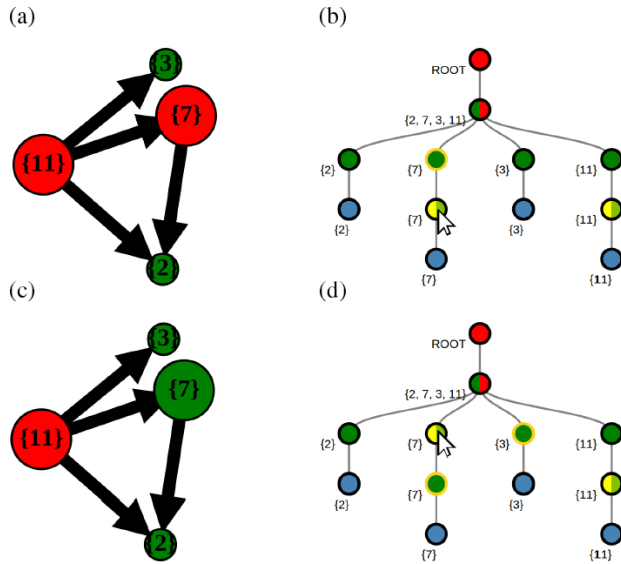 (a)
{3}
{7}
{11}
{2}
(b)
ROOT
{2, 7, 3, 11}
{2} {7} {3} {11}
{2} {7} {3} {11}
{7} {11}
(c)
{3}
{7}
{11}
{2}
(d)
ROOT
{2, 7, 3, 11}
{2} {7} {3} {11}
{2} {7} {3} {11}
{7} {11}